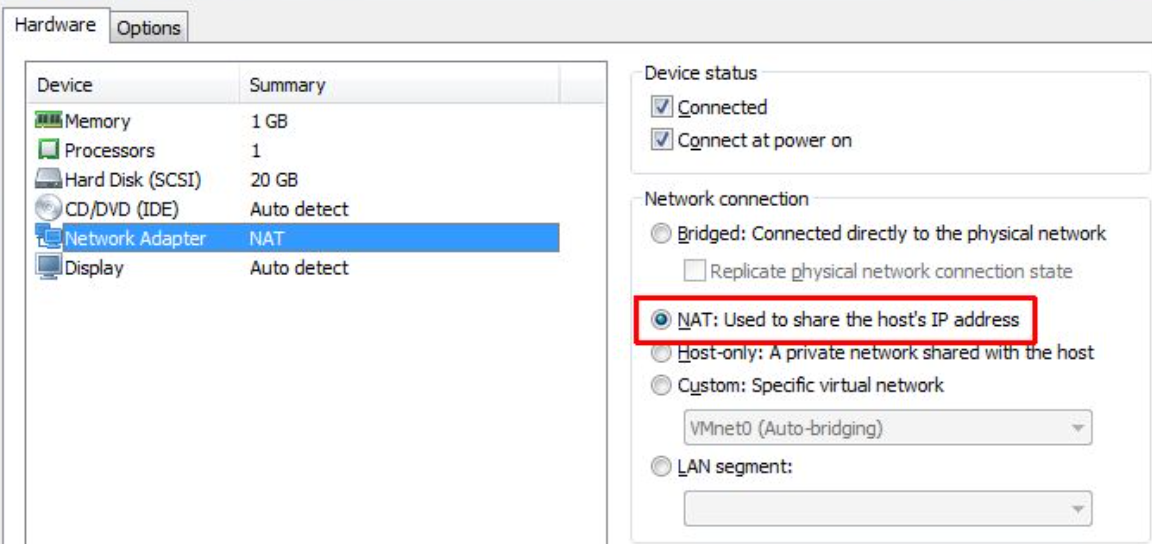 Hardware
Options
Device Summary
Memory 1 GB
Processors 1
Hard Disk (SCSI) 20 GB
CD/DVD (IDE) Auto detect
Network Adapter NAT
Display Auto detect
Device status
Connected
Connect at power on
Network connection
Bridged: Connected directly to the physical network
Replicate physical network connection state
NAT: Used to share the host's IP address
Host-only: A private network shared with the host
Custom: Specific virtual network
VMnet0 (Auto-bridging)
LAN segment: